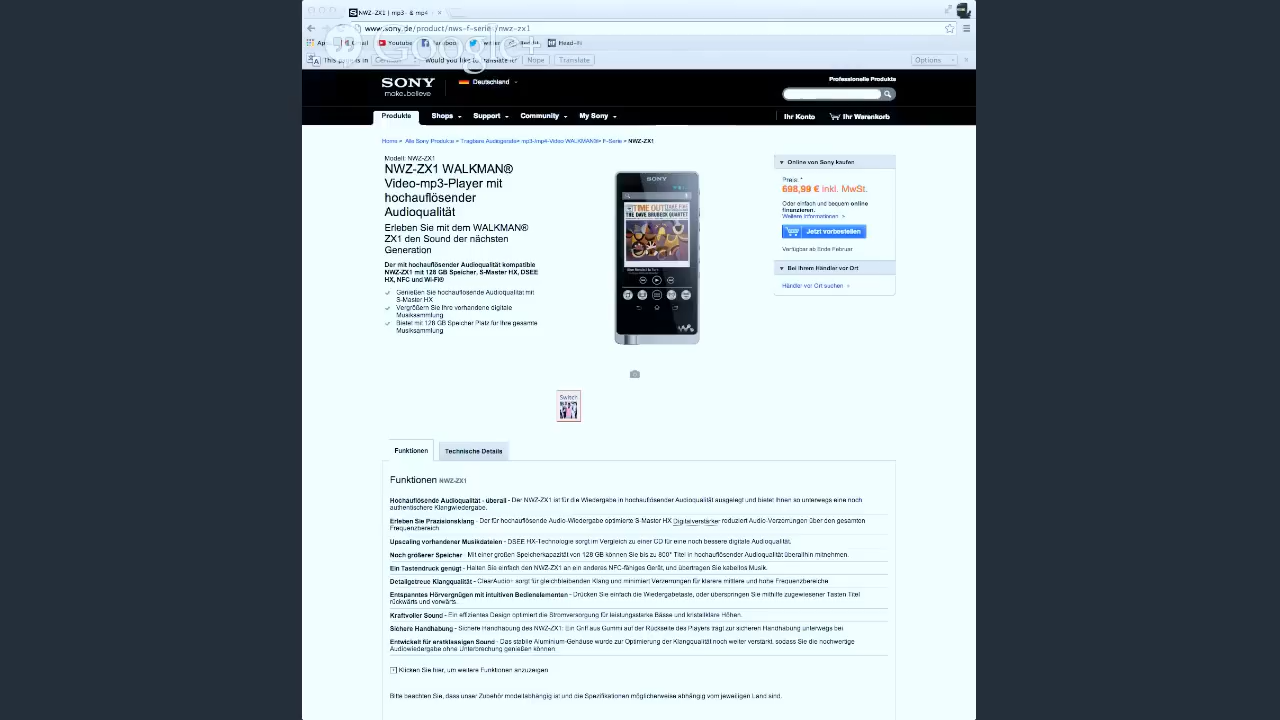 NWZ-ZX1 | mp3 - & mp4 -
www.sony.de/product/nws-f-serie-/nwz-zx1
Youtube
Google+
Head-iN
Would you like to translate it?
Nope
Translate
Options
SONY
make.believe
Deutschland
Professionelle Produkte
Produkte
Shops
Support
Community
My Sony
Ihr Konto
Ihr Warenkorb
Home > Alle Sony Produkte > Tragbare Audiogeräte> mp3-/mp4-Video WALKMAN®> F-Serie > NWZ-ZX1
Modell: NWZ-ZX1
NWZ-ZX1 WALKMAN®
Video-mp3-Player mit
hochauflösender
Audioqualität
Erleben Sie mit dem WALKMAN®
ZX1 den Sound der nächsten
Generation
Der mit hochauflösender Audioqualität kompatible
NWZ-ZX1 mit 128 GB Speicher, S-Master HX, DSEE
HX, NFC und Wi-Fi®
Genießen Sie hochauflösende Audioqualität mit
S-Master HX
Vergrößern Sie Ihre vorhandene digitale
Musiksammlung
Bietet mit 128 GB Speicher Platz für Ihre gesamte
Musiksammlung
SONY
TIME OUT
THE DAVE BRUBECK QUARTET
Online von Sony kaufen
Preis: *
698,99 € inkl. MwSt.
Oder einfach und bequem online
finanzieren.
Weitere Informationen >
Jetzt vorbestellen
Verfügbar ab Ende Februar
Bei Ihrem Händler vor Ort
Händler vor Ort suchen >
Switch
Funktionen
Technische Details
Funktionen NWZ-ZX1
Hochauflösende Audioqualität - überall - Der NWZ-ZX1 ist für die Wiedergabe in hochauflösender Audioqualität ausgelegt und bietet Ihnen so unterwegs eine noch
authentischere Klangwiedergabe.
Erleben Sie Präzisionsklang - Der für hochauflösende Audio-Wiedergabe optimierte S-Master HX Digitalverstärker reduziert Audio-Verzerrungen über den gesamten
Frequenzbereich
Upscaling vorhandener Musikdateien - DSEE HX-Technologie sorgt im Vergleich zu einer CD für eine noch bessere digitale Audioqualität.
Noch größerer Speicher - Mit einer großen Speicherkapazität von 128 GB können Sie bis zu 800* Titel in hochauflösender Audioqualität überallhin mitnehmen.
Ein Tastendruck genügt - Halten Sie einfach den NWZ-ZX1 an ein anderes NFC-fähiges Gerät, und übertragen Sie kabellos Musik.
Detailgetreue Klangqualität - ClearAudio+ sorgt für gleichbleibenden Klang und minimiert Verzerrungen für klarere mittlere und hohe Frequenzbereiche
Entspanntes Hörvergnügen mit intuitiven Bedienelementen - Drücken Sie einfach die Wiedergabetaste, oder überspringen Sie mithilfe zugewiesener Tasten Titel
rückwärts und vorwärts.
Kraftvoller Sound - Ein effizientes Design optimiert die Stromversorgung für leistungsstarke Bässe und kristallklare Höhen.
Sichere Handhabung - Sichere Handhabung des NWZ-ZX1: Ein Griff aus Gummi auf der Rückseite des Players trägt zur sicheren Handhabung unterwegs bei
Entwickelt für erstklassigen Sound - Das stabile Aluminium-Gehäuse wurde zur Optimierung der Klangqualität noch weiter verstärkt, sodass Sie die hochwertige
Audiowiedergabe ohne Unterbrechung genießen können.
Klicken Sie hier, um weitere Funktionen anzuzeigen
Bitte beachten Sie, dass unser Zubehör modellabhängig ist und die Spezifikationen möglicherweise abhängig vom jeweiligen Land sind.